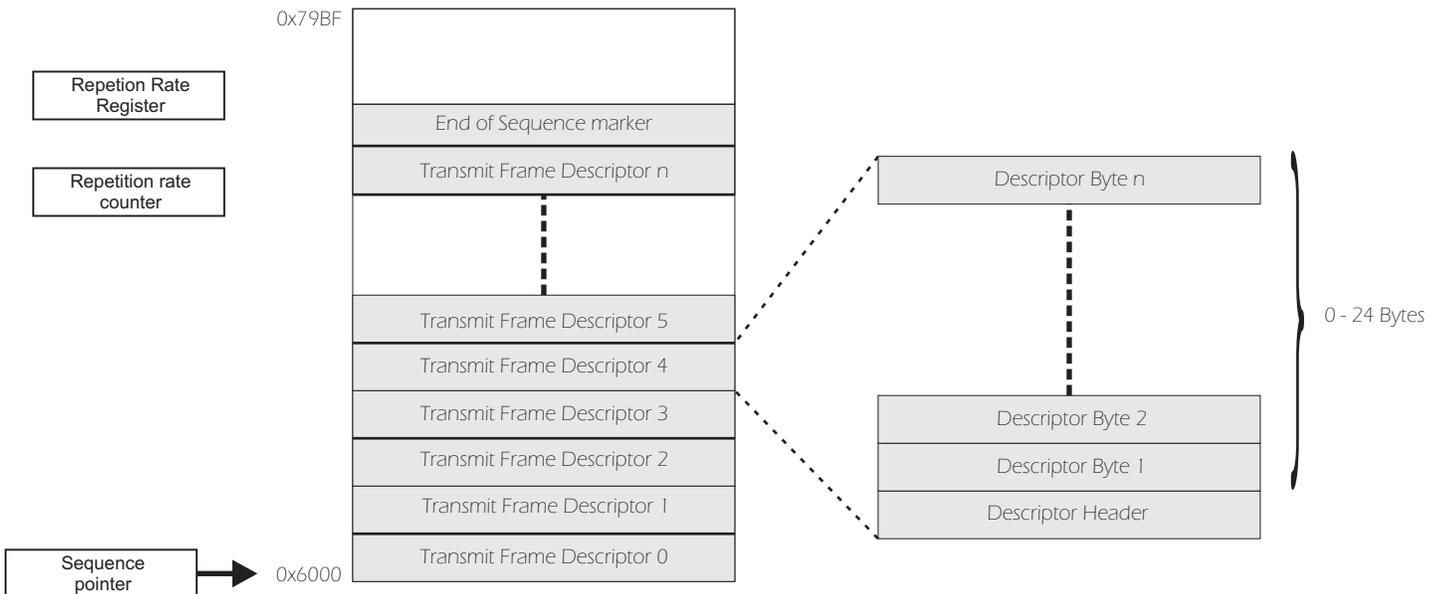 0x79BF
Repetion Rate
Register
End of Sequence marker
Repetition rate
counter
Transmit Frame Descriptor n
Descriptor Byte n
Transmit Frame Descriptor 5
0 - 24 Bytes
Transmit Frame Descriptor 4
Transmit Frame Descriptor 3
Descriptor Byte 2
Transmit Frame Descriptor 2
Descriptor Byte 1
Transmit Frame Descriptor 1
Descriptor Header
Transmit Frame Descriptor 0
Sequence
pointer
0x6000